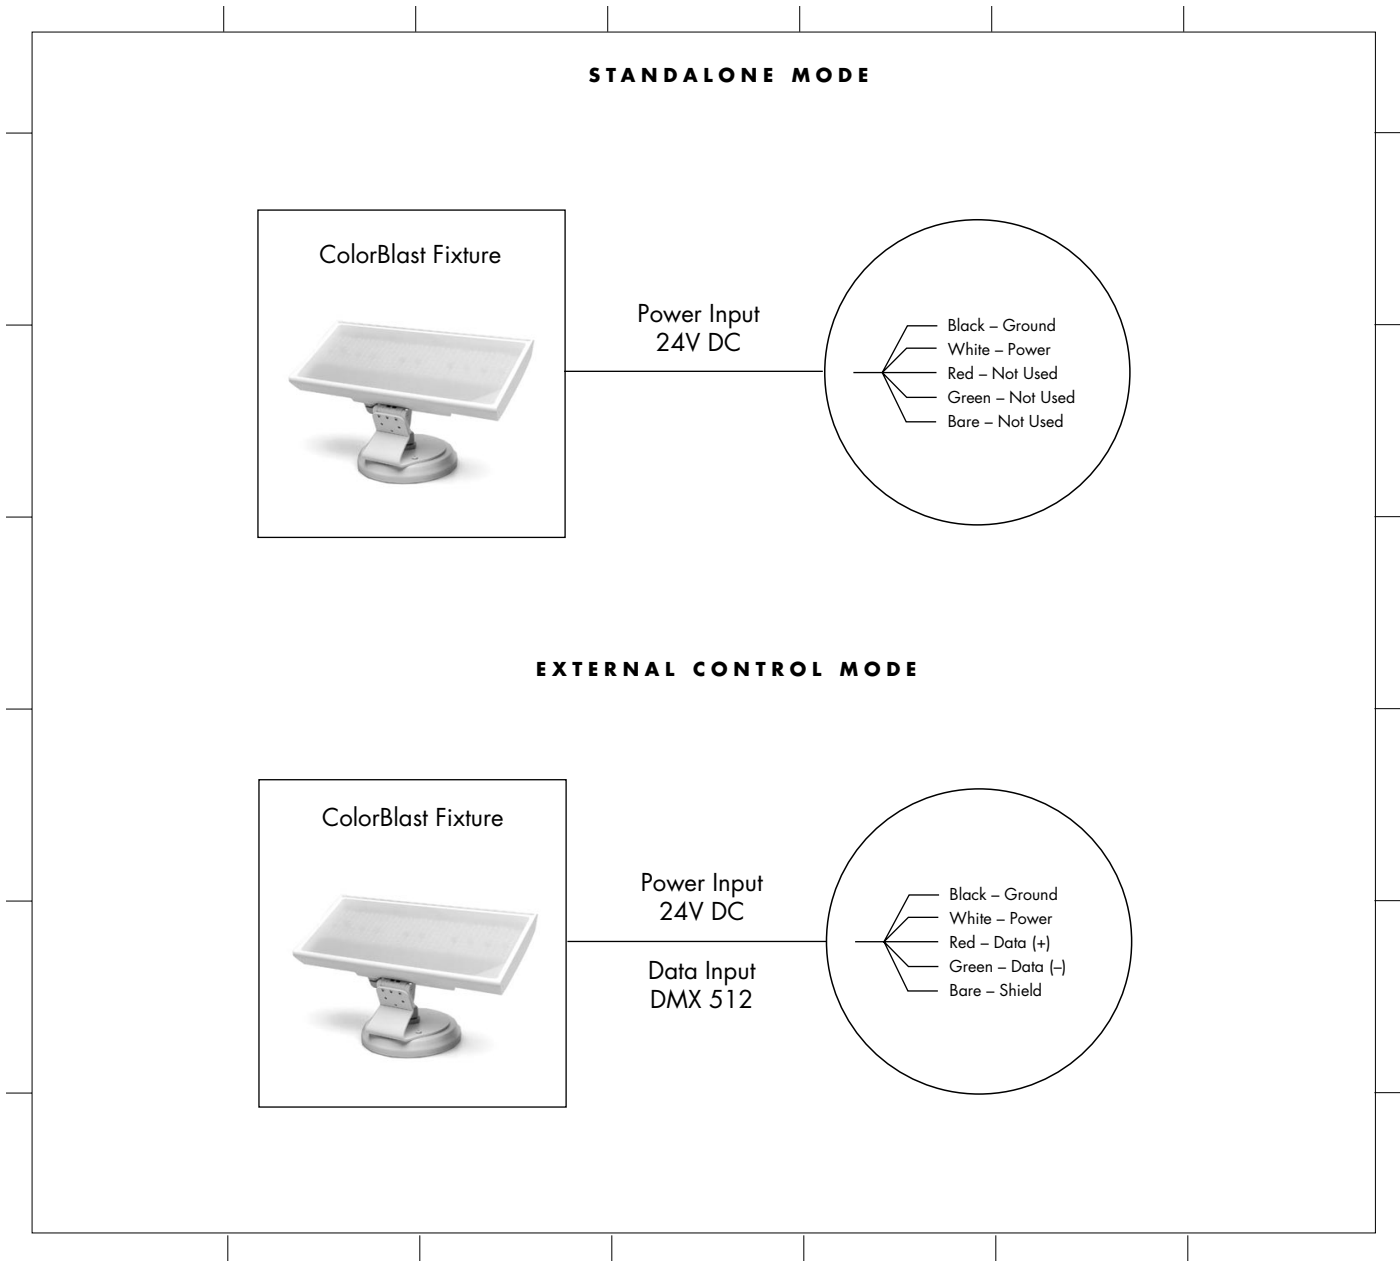 STANDALONE MODE
ColorBlast Fixture
Power Input
24V DC
Black – Ground
White – Power
Red – Not Used
Green – Not Used
Bare – Not Used
EXTERNAL CONTROL MODE
ColorBlast Fixture
Power Input
24V DC
Data Input
DMX 512
Black – Ground
White – Power
Red – Data (+)
Green – Data (–)
Bare – Shield